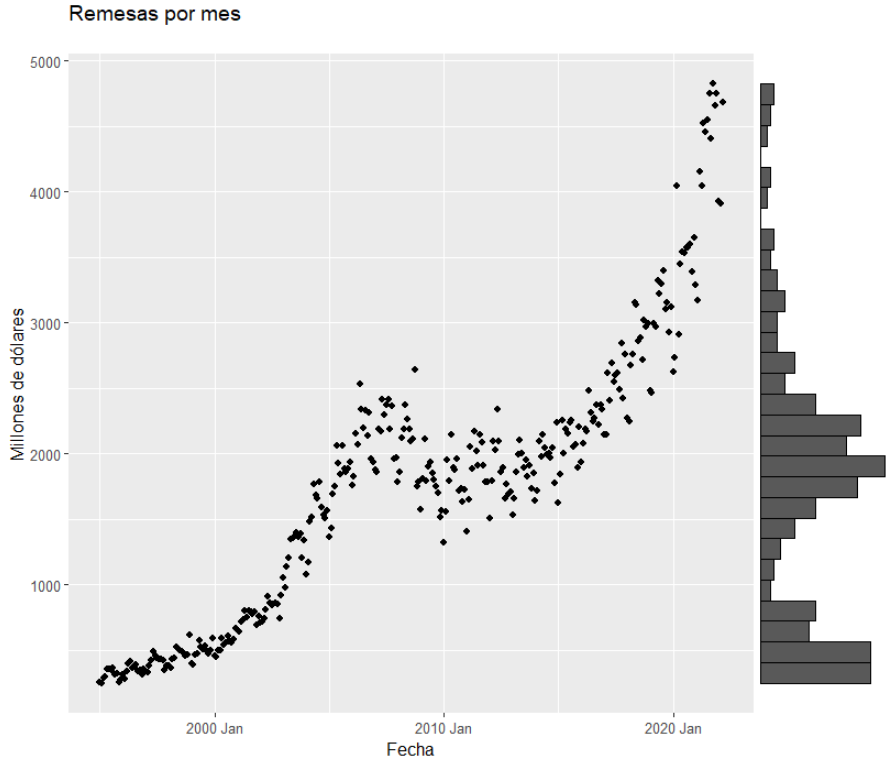 Remesas por mes
5000
4000
3000
2000
1000
Millones de dólares
2000 Jan
2010 Jan
2020 Jan
Fecha